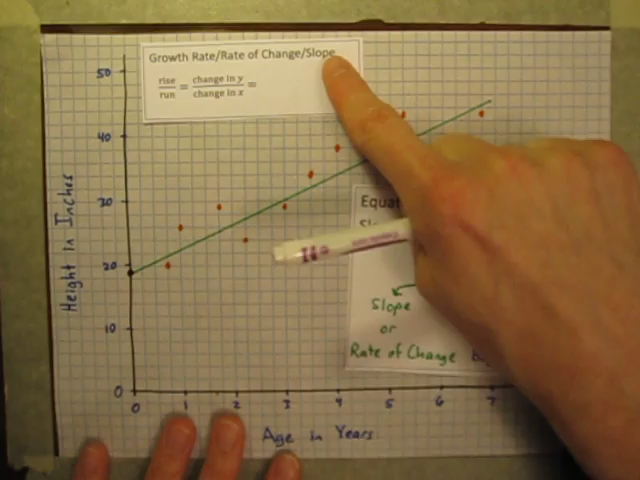 Growth Rate/Rate of Change/Slope
rise/run = change in y/change in x =
50
40
30
20
10
0
Height in Inches
0 1 2 3 4 5 6 7
Age in Years
Slope
or
Rate of Change